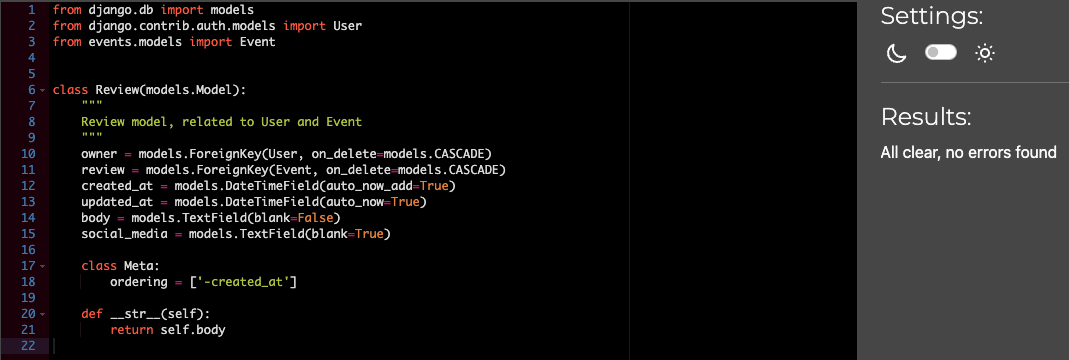 1 from django.db import models
2 from django.contrib.auth.models import User
3 from events.models import Event
4
5
6 class Review(models.Model):
7     """
8     Review model, related to User and Event
9     """
10     owner = models.ForeignKey(User, on_delete=models.CASCADE)
11     review = models.ForeignKey(Event, on_delete=models.CASCADE)
12     created_at = models.DateTimeField(auto_now_add=True)
13     updated_at = models.DateTimeField(auto_now=True)
14     body = models.TextField(blank=False)
15     social_media = models.TextField(blank=True)
16
17     class Meta:
18         ordering = ['-created_at']
19
20     def __str__(self):
21         return self.body
22
Settings:
Results:
All clear, no errors found